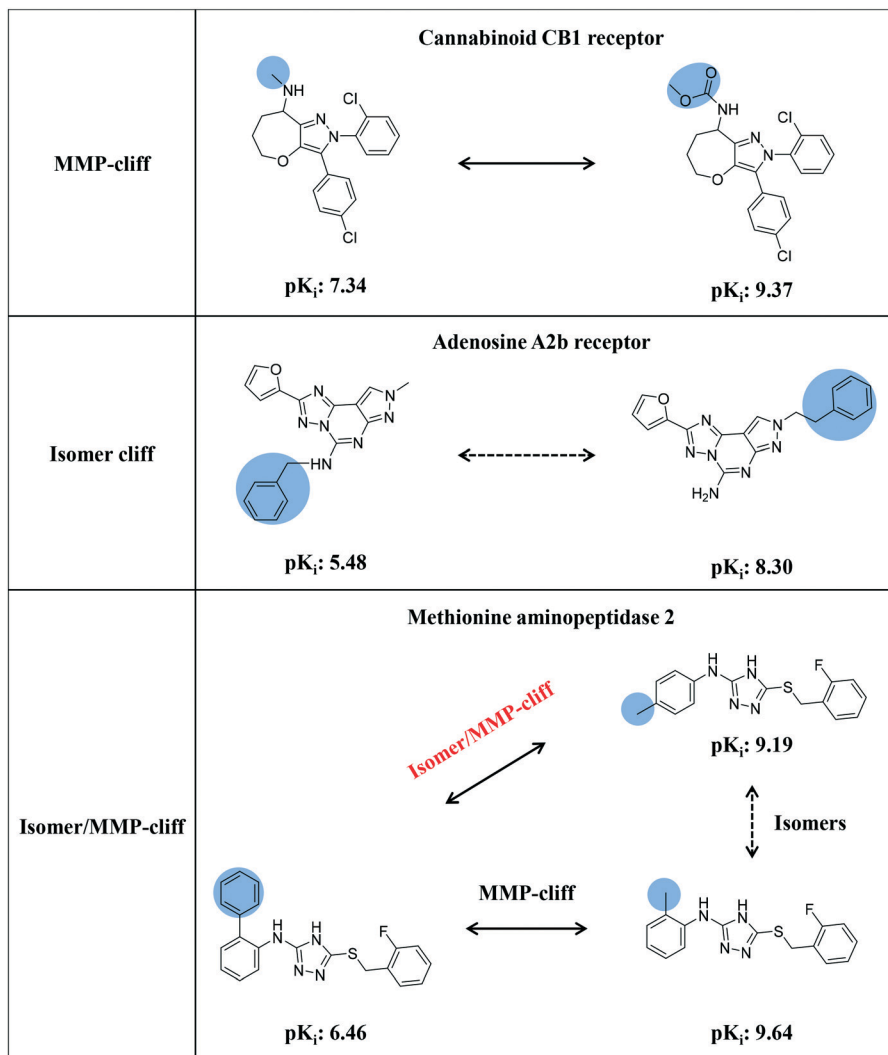 Cannabinoid CB1 receptor
MMP-cliff
NH
Cl
N
N
O
Cl
pKi: 7.34
O
O
NH
Cl
N
N
O
Cl
pKi: 9.37
Adenosine A2b receptor
Isomer cliff
O
N
N
N
N
N
N
HN
pKi: 5.48
O
N
N
N
N
N
N
H2N
pKi: 8.30
Methionine aminopeptidase 2
Isomer/MMP-cliff
Isomer/MMP-cliff
H
N
H
N
N
N
S
F
pKi: 9.19
Isomers
MMP-cliff
H
N
H
N
N
N
S
F
pKi: 6.46
H
N
H
N
N
N
S
F
pKi: 9.64